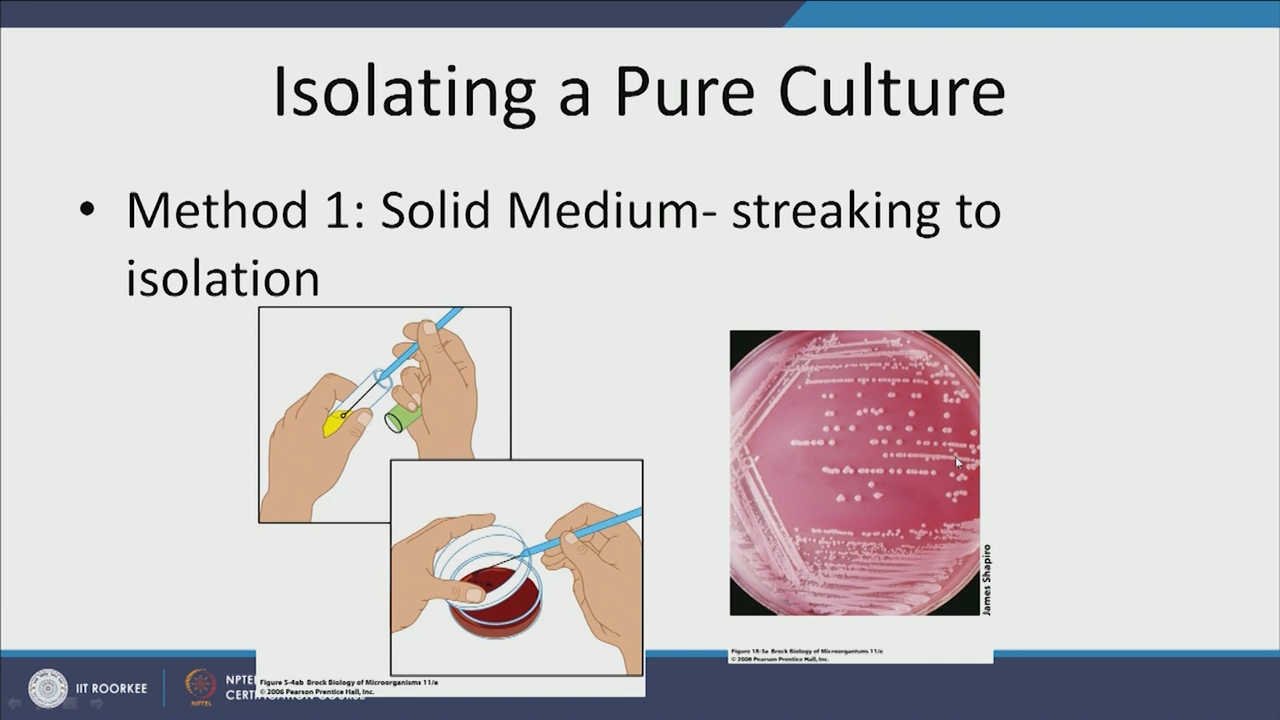 Isolating a Pure Culture
• Method 1: Solid Medium- streaking to
isolation
James Shapiro
Figure 18-5a Brock Biology of Microorganisms 11/e
© 2006 Pearson Prentice Hall, Inc.
Figure 5-4ab Brock Biology of Microorganisms 11/e
© 2006 Pearson Prentice Hall, Inc.
IIT ROORKEE
NPTEL